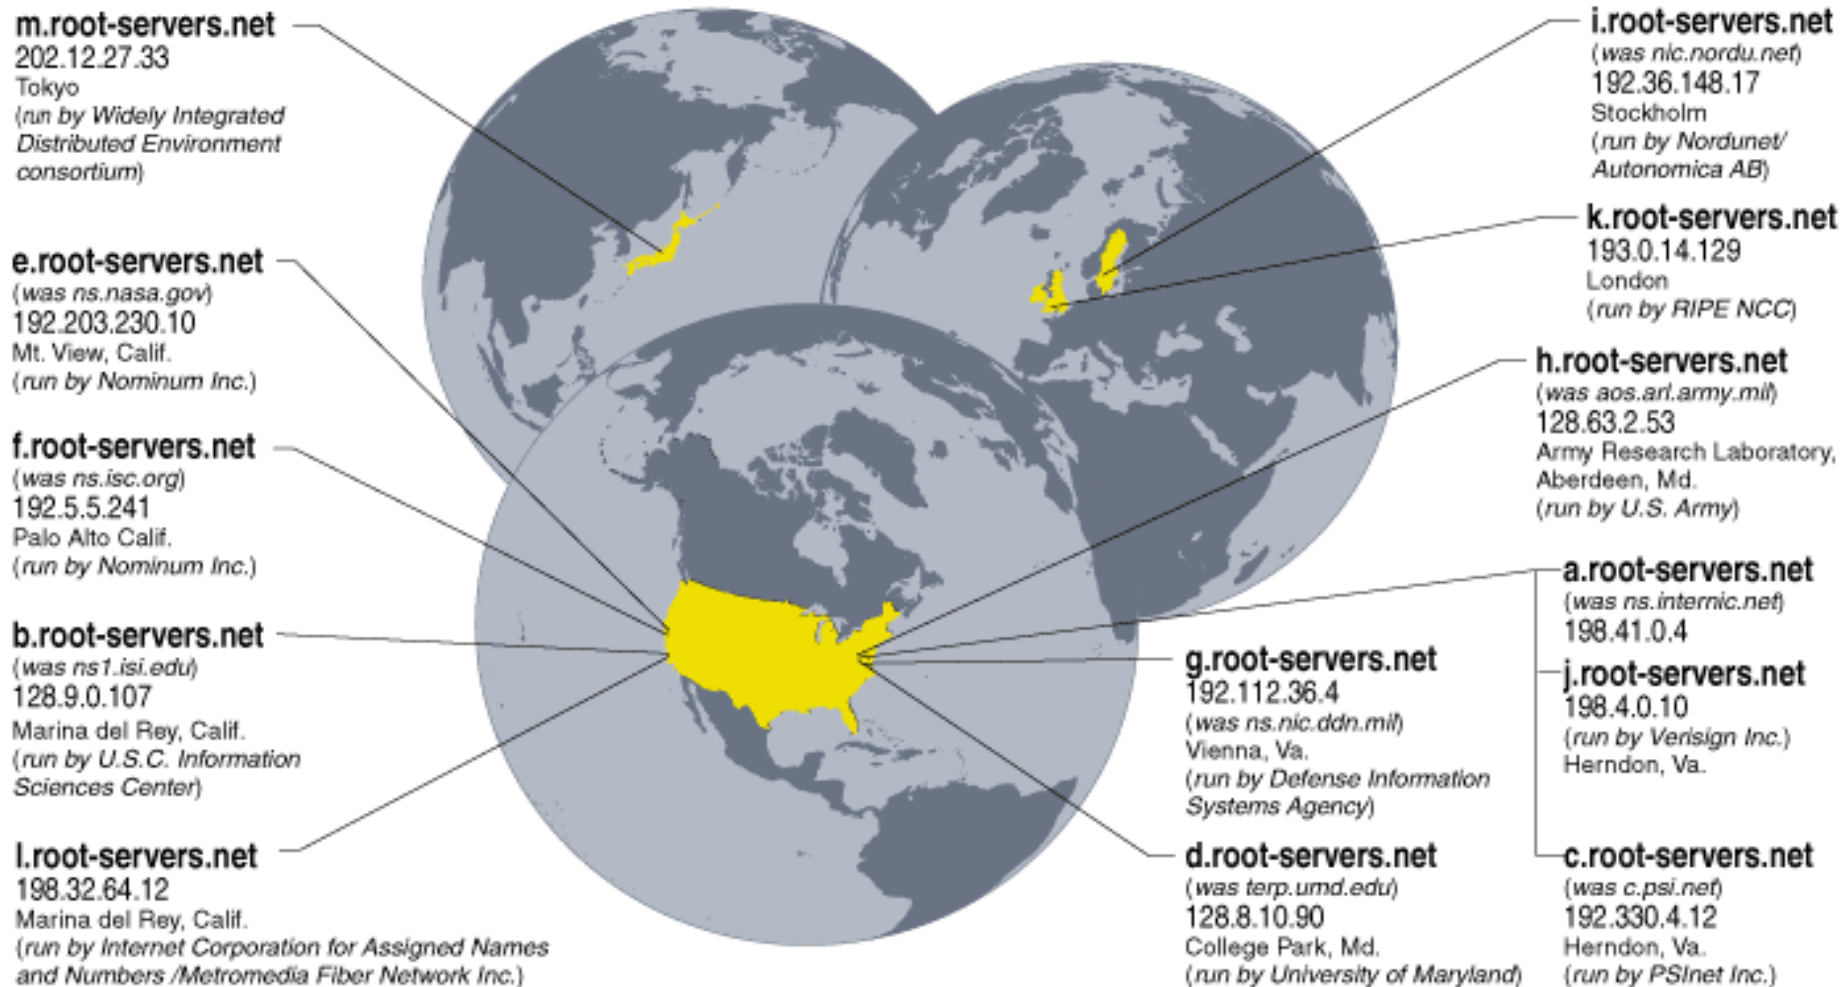 m.root-servers.net
202.12.27.33
Tokyo
(run by Widely Integrated
Distributed Environment
consortium)
e.root-servers.net
(was ns.nasa.gov)
192.203.230.10
Mt. View, Calif.
(run by Nominum Inc.)
f.root-servers.net
(was ns.isc.org)
192.5.5.241
Palo Alto Calif.
(run by Nominum Inc.)
b.root-servers.net
(was ns1.isi.edu)
128.9.0.107
Marina del Rey, Calif.
(run by U.S.C. Information
Sciences Center)
l.root-servers.net
198.32.64.12
Marina del Rey, Calif.
(run by Internet Corporation for Assigned Names
and Numbers /Metromedia Fiber Network Inc.)
i.root-servers.net
(was nic.nordu.net)
192.36.148.17
Stockholm
(run by Nordunet/
Autonomica AB)
k.root-servers.net
193.0.14.129
London
(run by RIPE NCC)
h.root-servers.net
(was aos.arl.army.mil)
128.63.2.53
Army Research Laboratory,
Aberdeen, Md.
(run by U.S. Army)
a.root-servers.net
(was ns.internic.net)
198.41.0.4
j.root-servers.net
198.4.0.10
(run by Verisign Inc.)
Herndon, Va.
g.root-servers.net
192.112.36.4
(was ns.nic.ddn.mil)
Vienna, Va.
(run by Defense Information
Systems Agency)
d.root-servers.net
(was terp.umd.edu)
128.8.10.90
College Park, Md.
(run by University of Maryland)
c.root-servers.net
(was c.psi.net)
192.330.4.12
Herndon, Va.
(run by PSInet Inc.)